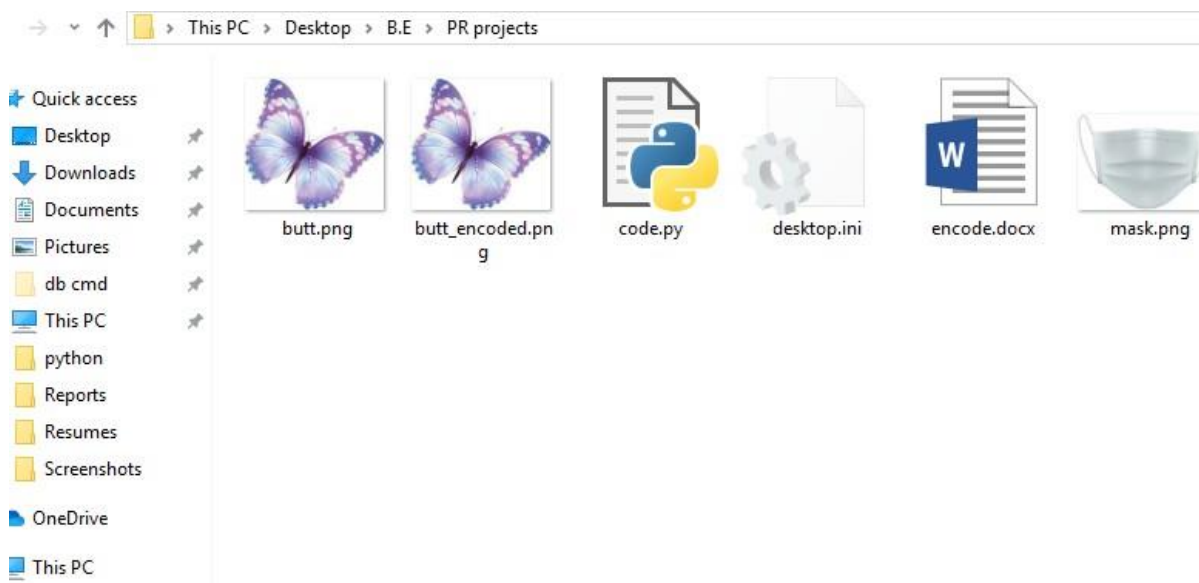 This PC > Desktop > B.E > PR projects
Quick access
Desktop
Downloads
Documents
Pictures
db cmd
This PC
python
Reports
Resumes
Screenshots
OneDrive
This PC
butt.png
butt_encoded.pn
g
code.py
desktop.ini
W
encode.docx
mask.png